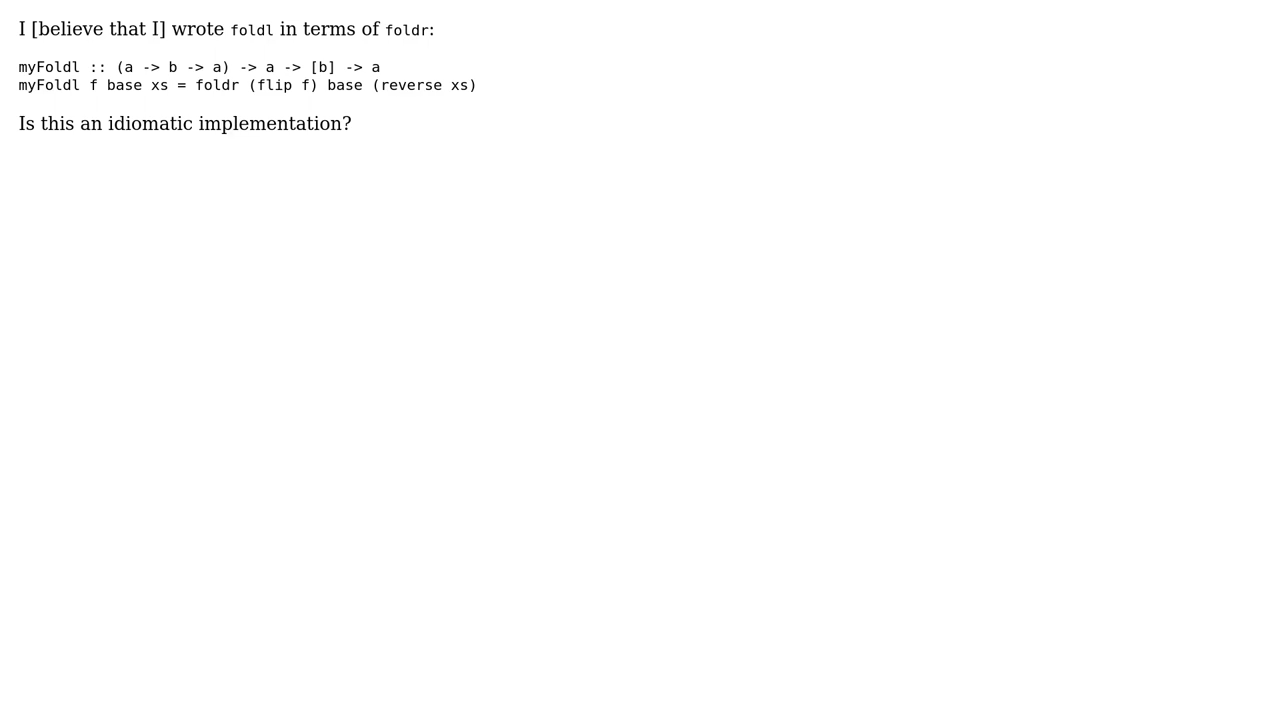 I [believe that I] wrote foldl in terms of foldr:
myFoldl :: (a -> b -> a) -> a -> [b] -> a
myFoldl f base xs = foldr (flip f) base (reverse xs)
Is this an idiomatic implementation?